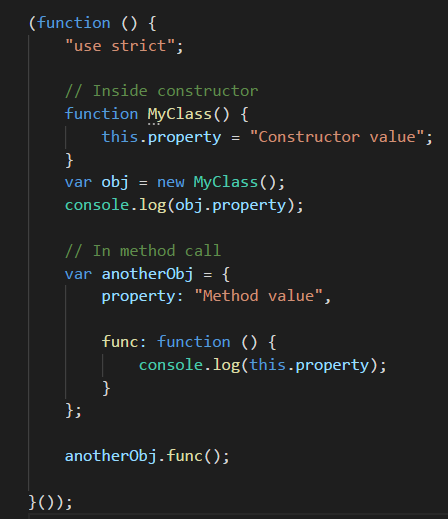 (function () {
    "use strict";

    // Inside constructor
    function MyClass() {
        this.property = "Constructor value";
    }
    var obj = new MyClass();
    console.log(obj.property);

    // In method call
    var anotherObj = {
        property: "Method value",

        func: function () {
            console.log(this.property);
        }
    };

    anotherObj.func();

}());